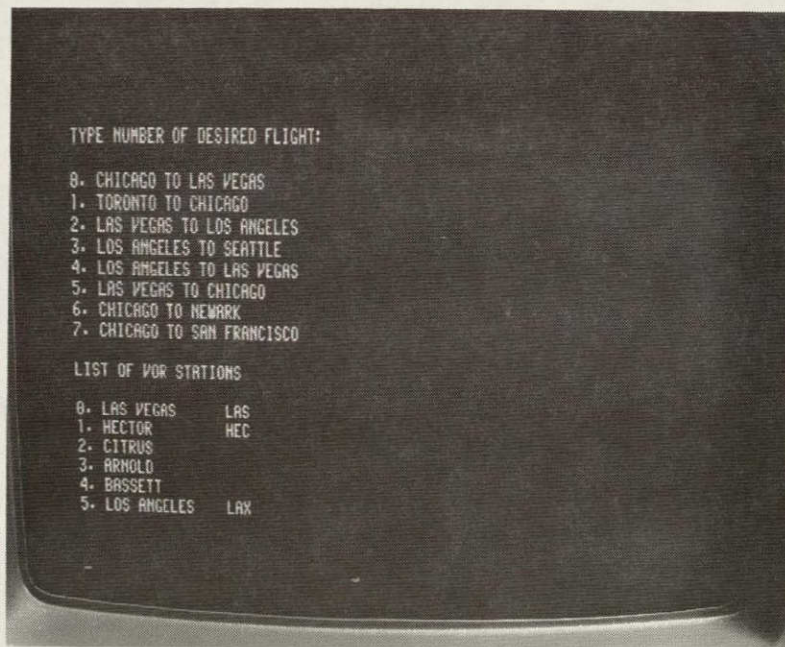 TYPE NUMBER OF DESIRED FLIGHT:
0. CHICAGO TO LAS VEGAS
1. TORONTO TO CHICAGO
2. LAS VEGAS TO LOS ANGELES
3. LOS ANGELES TO SEATTLE
4. LOS ANGELES TO LAS VEGAS
5. LAS VEGAS TO CHICAGO
6. CHICAGO TO NEWARK
7. CHICAGO TO SAN FRANCISCO
LIST OF VOR STATIONS
0. LAS VEGAS LAS
1. HECTOR HEC
2. CITRUS
3. ARNOLD
4. BASSETT
5. LOS ANGELES LAX